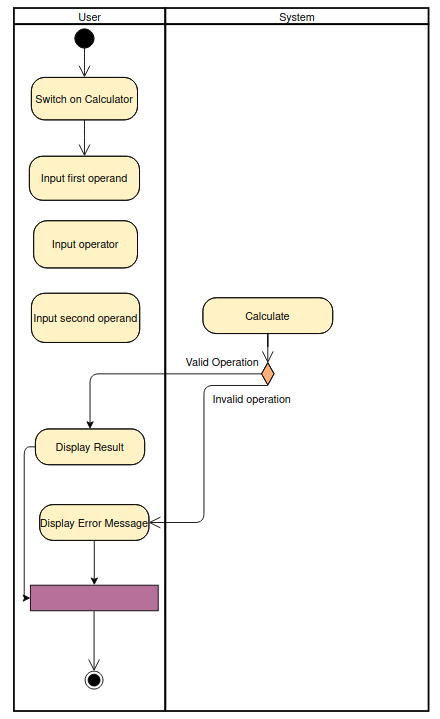 User
System
Switch on Calculator
Input first operand
Input operator
Input second operand
Calculate
Valid Operation
Invalid operation
Display Result
Display Error Message